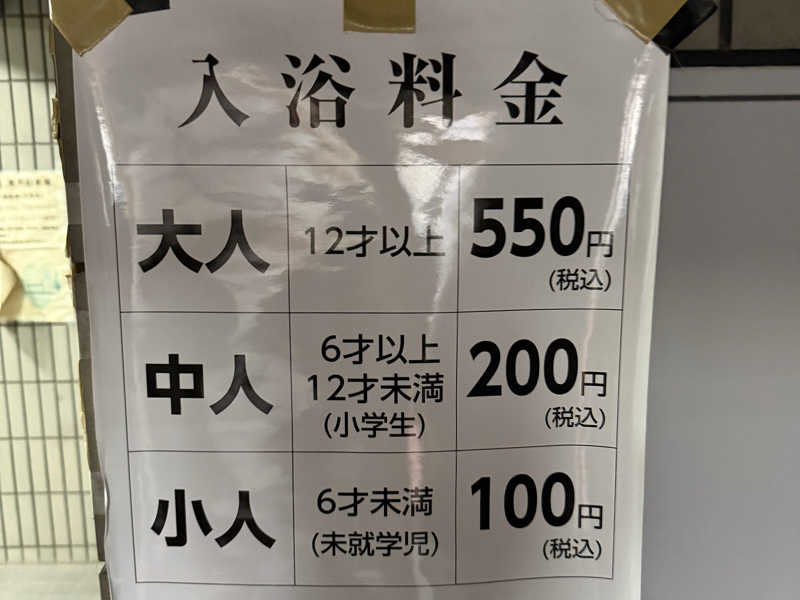 入浴料金
大人
12才以上
550円
(税込)
中人
6才以上
12才未満
(小学生)
200円
(税込)
小人
6才未満
(未就学児)
100円
(税込)